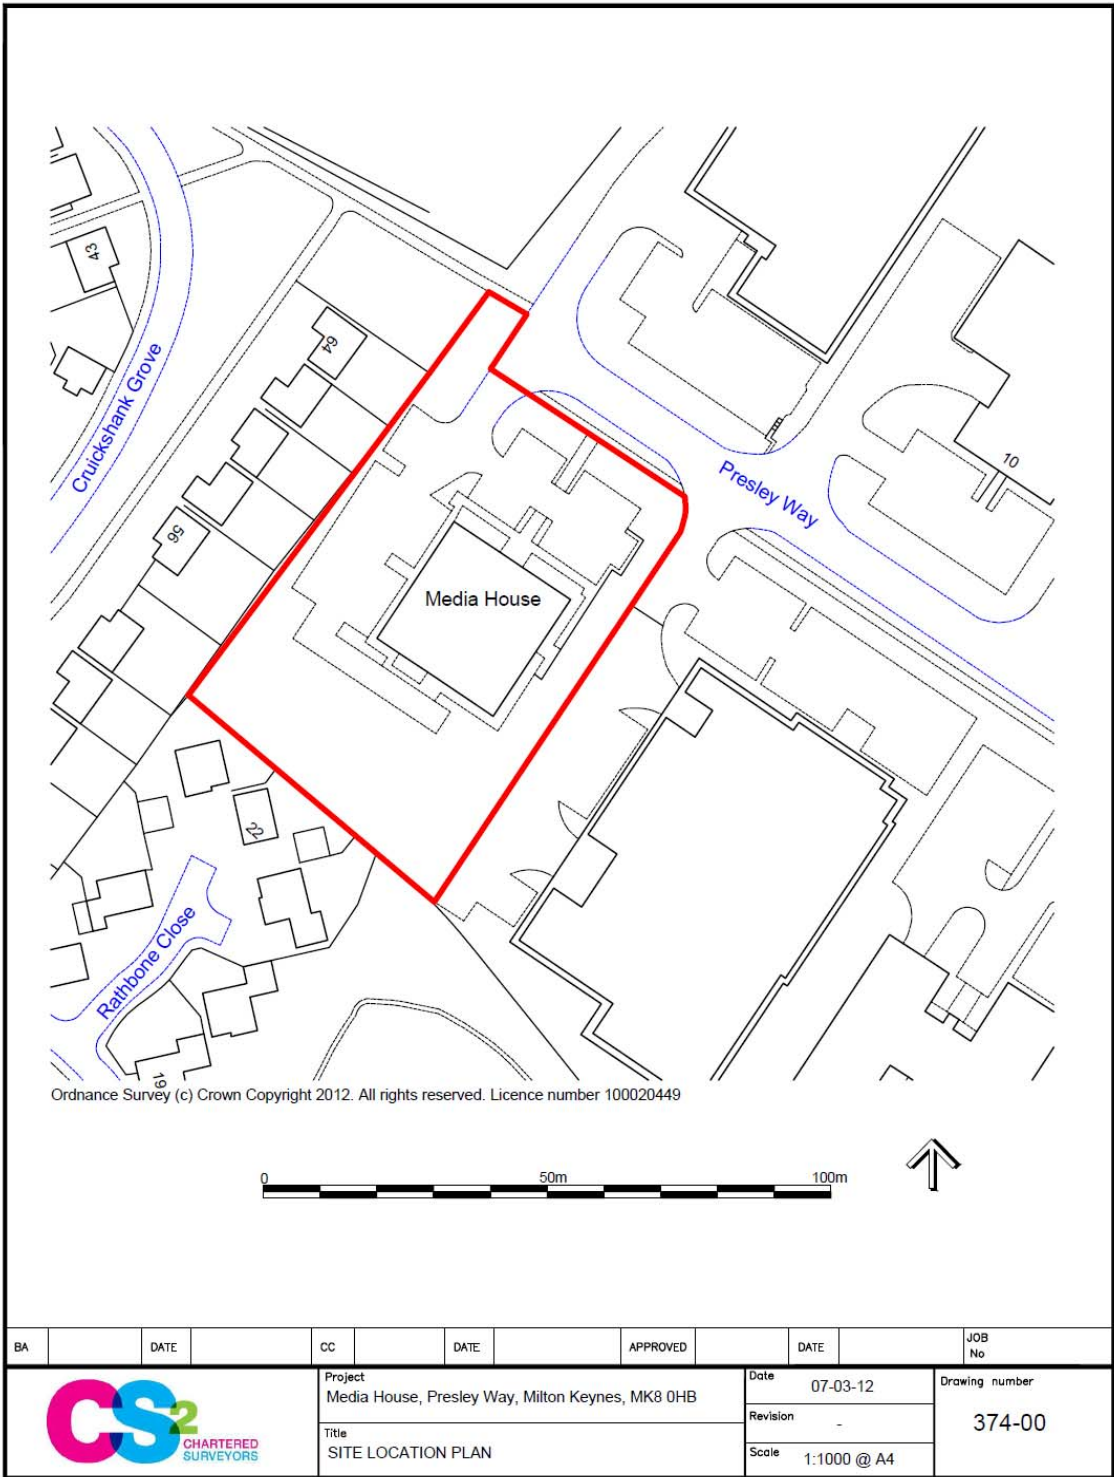 43
Cruickshank Grove
64
56
Media House
Presley Way
10
22
Rathbone Close
19
Ordnance Survey (c) Crown Copyright 2012. All rights reserved. Licence number 100020449
0 50m 100m
BA DATE CC DATE APPROVED DATE JOB No
CS2 CHARTERED SURVEYORS
Project
Media House, Presley Way, Milton Keynes, MK8 0HB
Title
SITE LOCATION PLAN
Date 07-03-12
Revision -
Scale 1:1000 @ A4
Drawing number
374-00